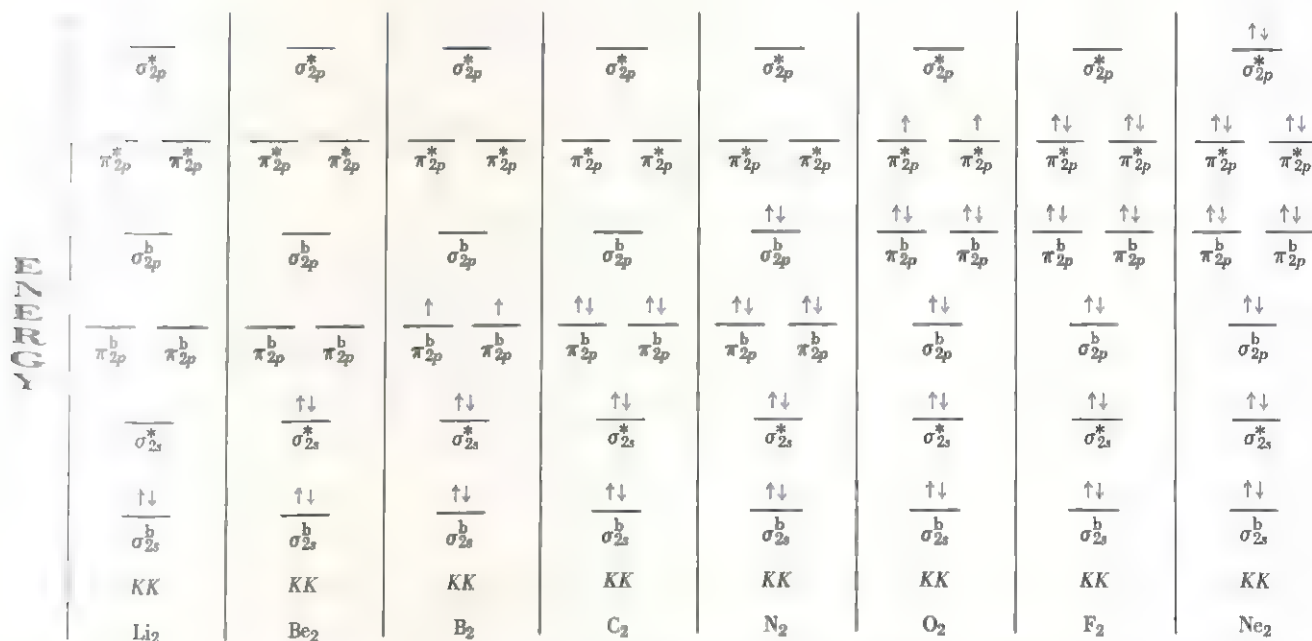 ↑↓
σ*2p σ*2p σ*2p σ*2p σ*2p σ*2p σ*2p σ*2p
↑ ↑ ↑↓ ↑↓ ↑↓ ↑↓
π*2p π*2p π*2p π*2p π*2p π*2p π*2p π*2p π*2p π*2p π*2p π*2p π*2p π*2p π*2p π*2p
↑↓ ↑↓ ↑↓ ↑↓ ↑↓ ↑↓ ↑↓
σᵇ2p σᵇ2p σᵇ2p σᵇ2p σᵇ2p πᵇ2p πᵇ2p πᵇ2p πᵇ2p πᵇ2p πᵇ2p
ENERGY
↑ ↑ ↑↓ ↑↓ ↑↓ ↑↓ ↑↓ ↑↓ ↑↓
πᵇ2p πᵇ2p πᵇ2p πᵇ2p πᵇ2p πᵇ2p πᵇ2p πᵇ2p πᵇ2p πᵇ2p σᵇ2p σᵇ2p σᵇ2p
↑↓ ↑↓ ↑↓ ↑↓ ↑↓ ↑↓ ↑↓
σ*2s σ*2s σ*2s σ*2s σ*2s σ*2s σ*2s σ*2s
↑↓ ↑↓ ↑↓ ↑↓ ↑↓ ↑↓ ↑↓ ↑↓
σᵇ2s σᵇ2s σᵇ2s σᵇ2s σᵇ2s σᵇ2s σᵇ2s σᵇ2s
KK KK KK KK KK KK KK KK
Li₂ Be₂ B₂ C₂ N₂ O₂ F₂ Ne₂